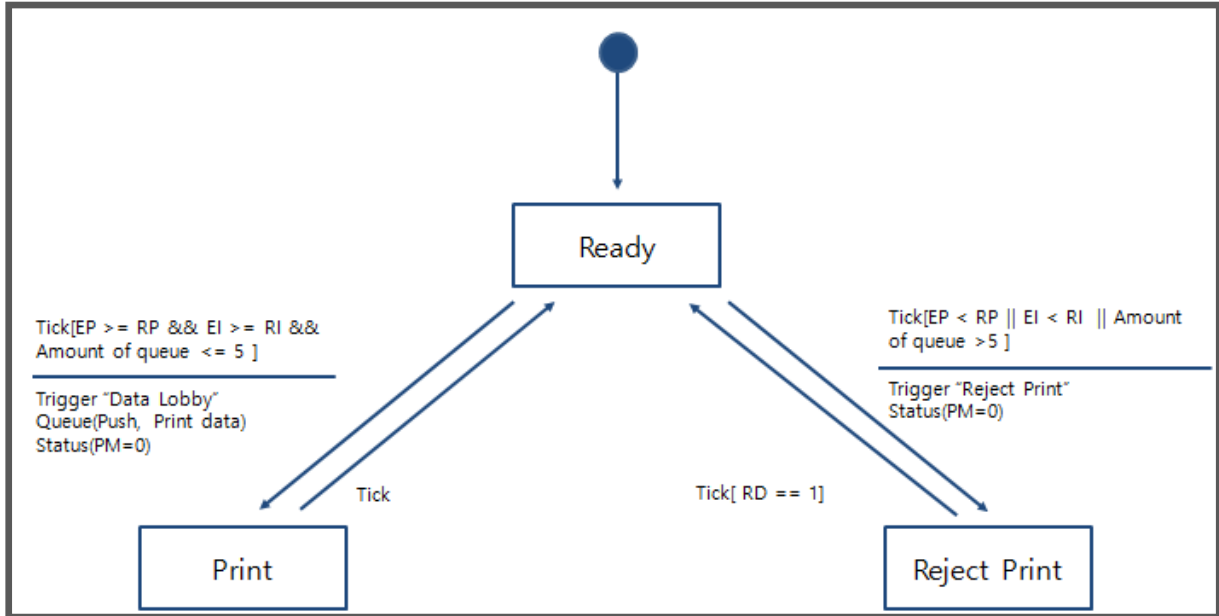 Ready
Tick[EP >= RP && EI >= RI &&
Amount of queue <= 5 ]
Trigger “Data Lobby”
Queue(Push, Print data)
Status(PM=0)
Tick[EP < RP || EI < RI || Amount
of queue >5 ]
Trigger “Reject Print”
Status(PM=0)
Tick
Tick[ RD == 1]
Print
Reject Print